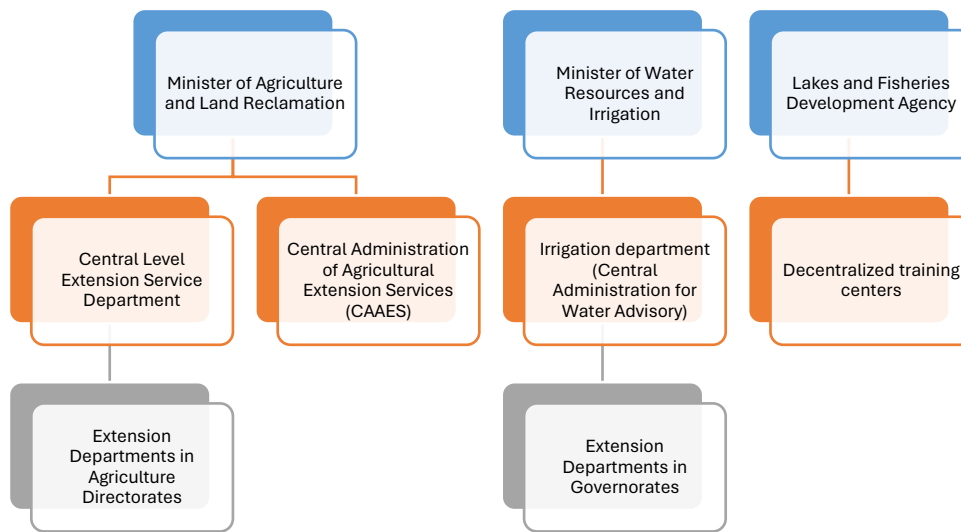 Minister of Agriculture
and Land Reclamation
Minister of Water
Resources and
Irrigation
Lakes and Fisheries
Development Agency
Central Level
Extension Service
Department
Central Administration
of Agricultural
Extension Services
(CAAES)
Irrigation department
(Central
Administration for
Water Advisory)
Decentralized training
centers
Extension
Departments in
Agriculture
Directorates
Extension
Departments in
Governorates